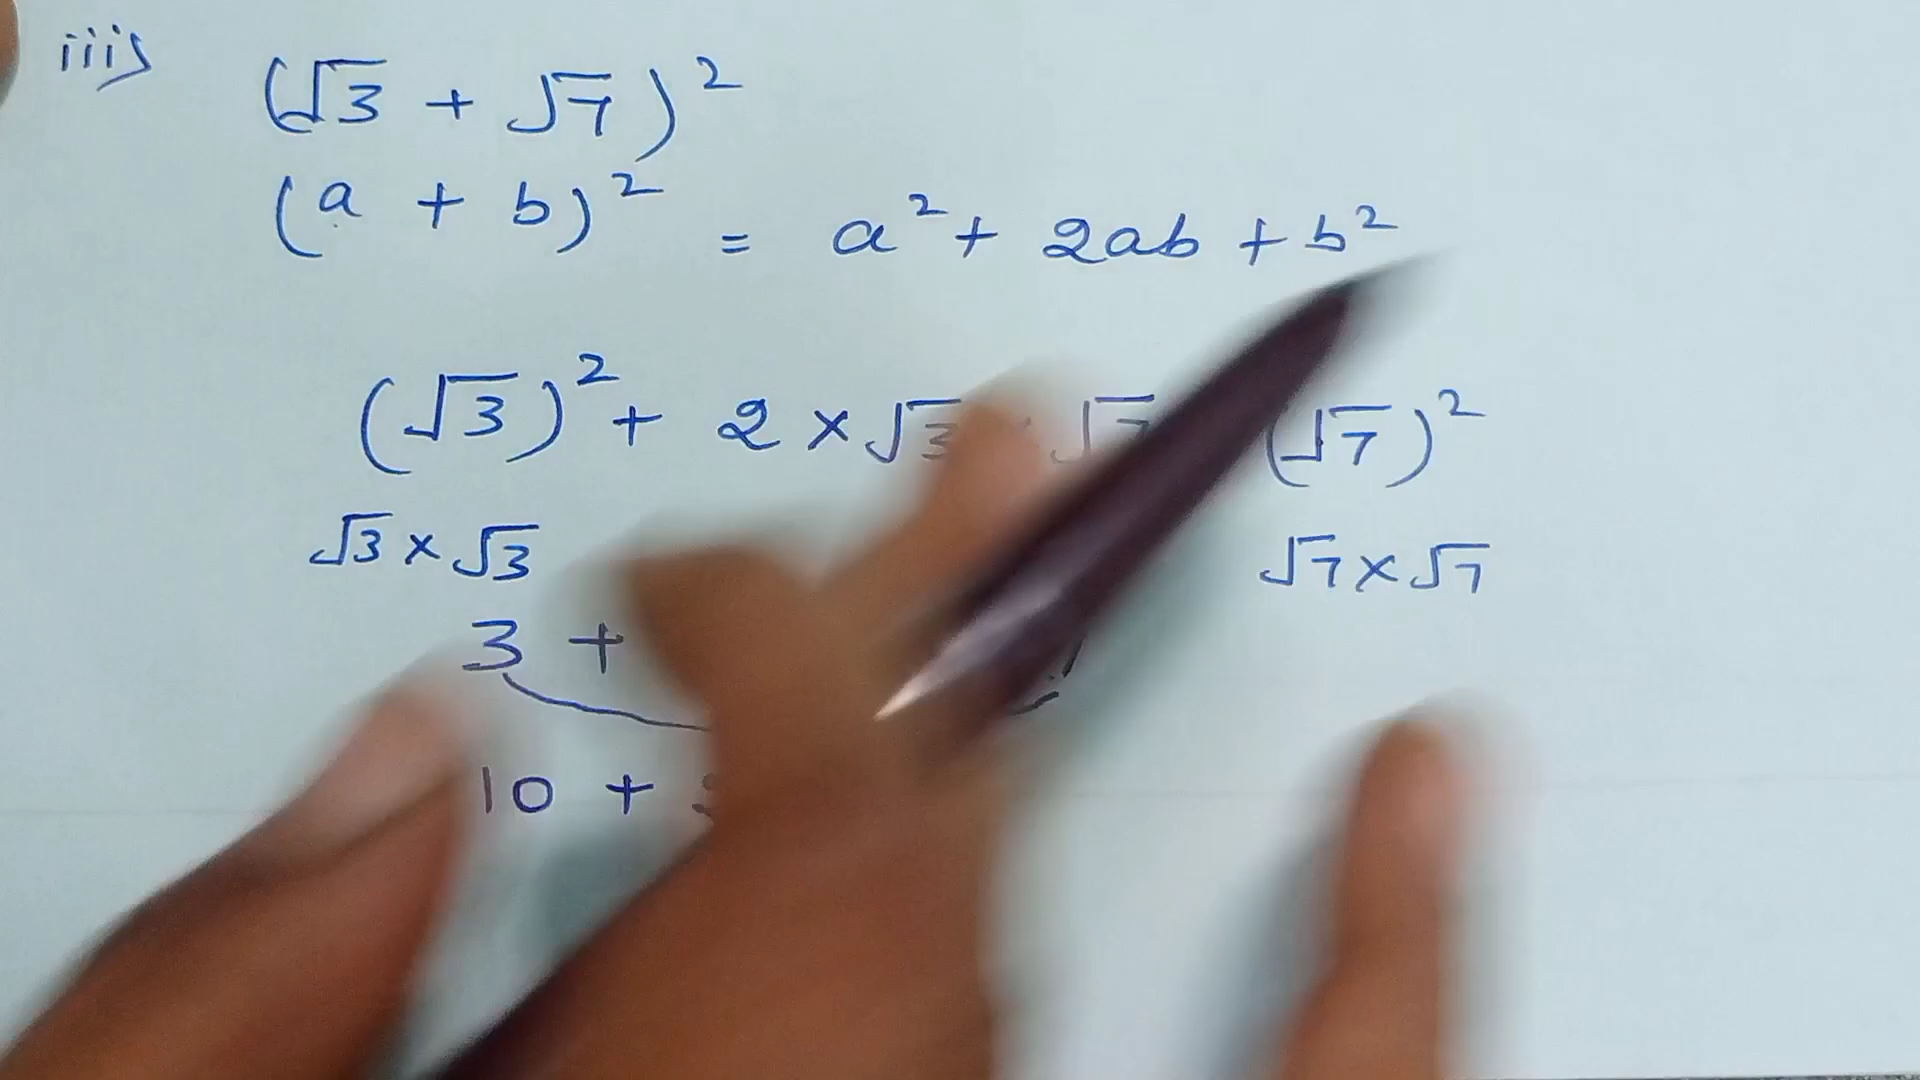 iii) (√3 + √7)²
(a + b)² = a² + 2ab + b²
(√3)² + 2 × √3 √7 (√7)²
√3 × √3 √7 × √7
3 +
10 +